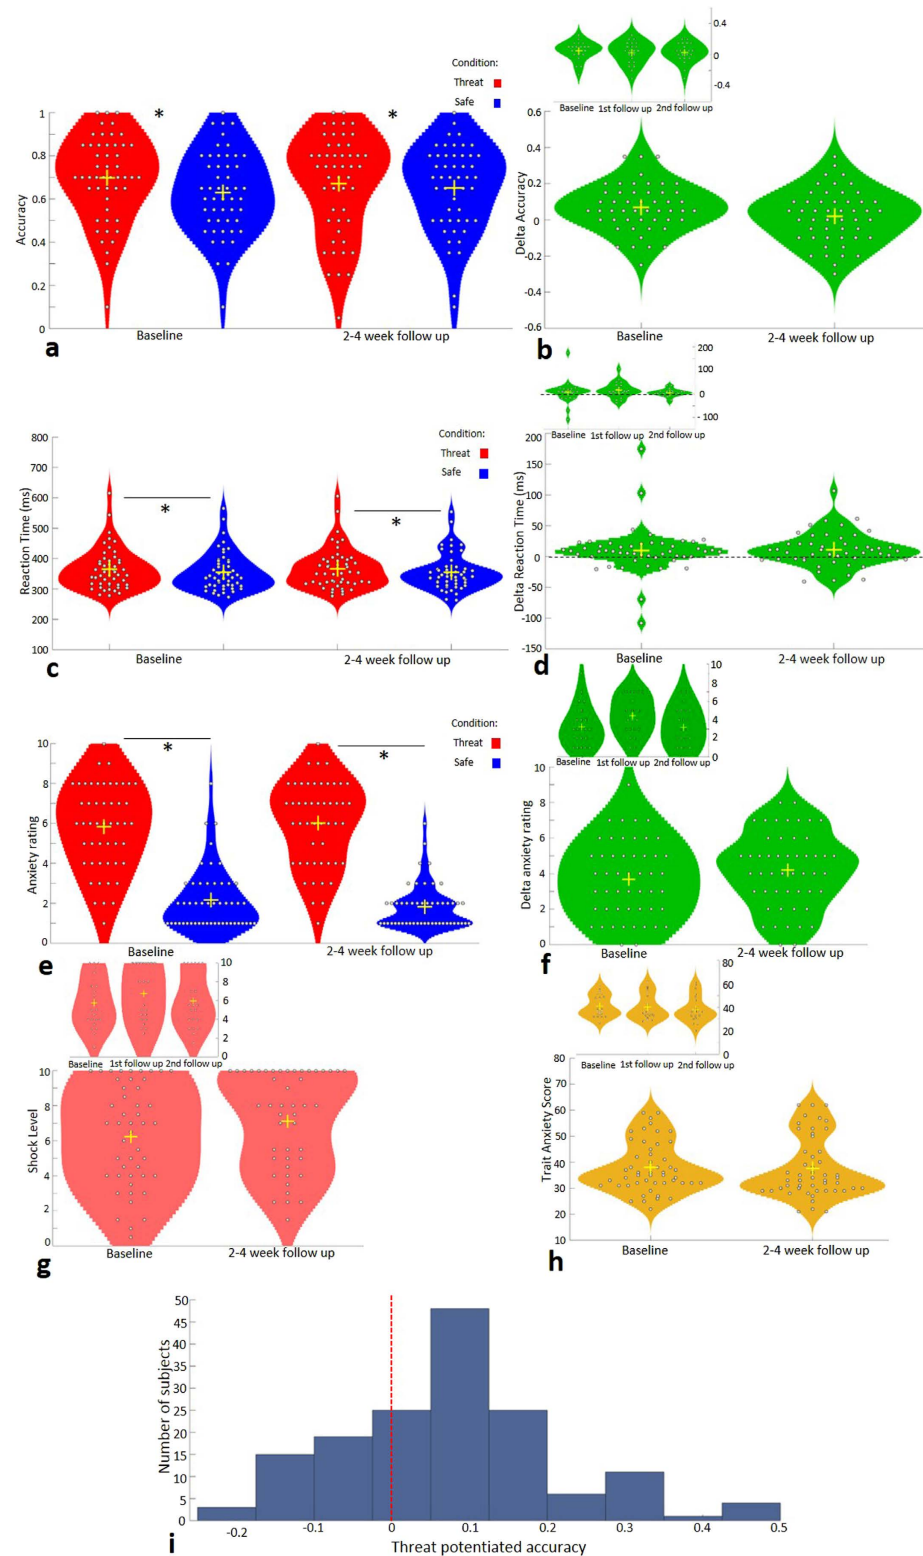 Condition:
Threat
Safe
*
*
Accuracy
1
0.8
0.6
0.4
0.2
0
Baseline
2-4 week follow up
a
0.4
0
-0.4
Baseline
1st follow up
2nd follow up
Delta Accuracy
0.6
0.4
0.2
0
-0.2
-0.4
-0.6
Baseline
2-4 week follow up
b
Condition:
Threat
Safe
*
*
Reaction Time (ms)
800
700
600
500
400
300
200
100
Baseline
2-4 week follow up
c
200
100
0
- 100
Baseline
1st follow up
2nd follow up
Delta Reaction Time (ms)
200
150
100
50
0
-50
-100
-150
Baseline
2-4 week follow up
d
Condition:
Threat
Safe
*
*
Anxiety rating
10
8
6
4
2
0
Baseline
2-4 week follow up
e
10
8
6
4
2
0
Baseline
1st follow up
2nd follow up
Delta anxiety rating
10
8
6
4
2
0
Baseline
2-4 week follow up
f
10
8
6
4
2
0
Baseline
1st follow up
2nd follow up
Shock Level
10
8
6
4
2
0
Baseline
2-4 week follow up
g
80
60
40
20
0
Baseline
1st follow up
2nd follow up
Trait Anxiety Score
80
70
60
50
40
30
20
10
Baseline
2-4 week follow up
h
Number of subjects
50
45
40
35
30
25
20
15
10
5
0
-0.2
-0.1
0
0.1
0.2
0.3
0.4
0.5
Threat potentiated accuracy
i